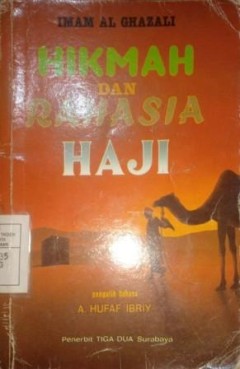 IMAM AL GHAZALI
HIKMAH
DAN
RAHASIA
HAJI
A. HUFAF IBRIY
Penerbit TIGA DUA Surabaya